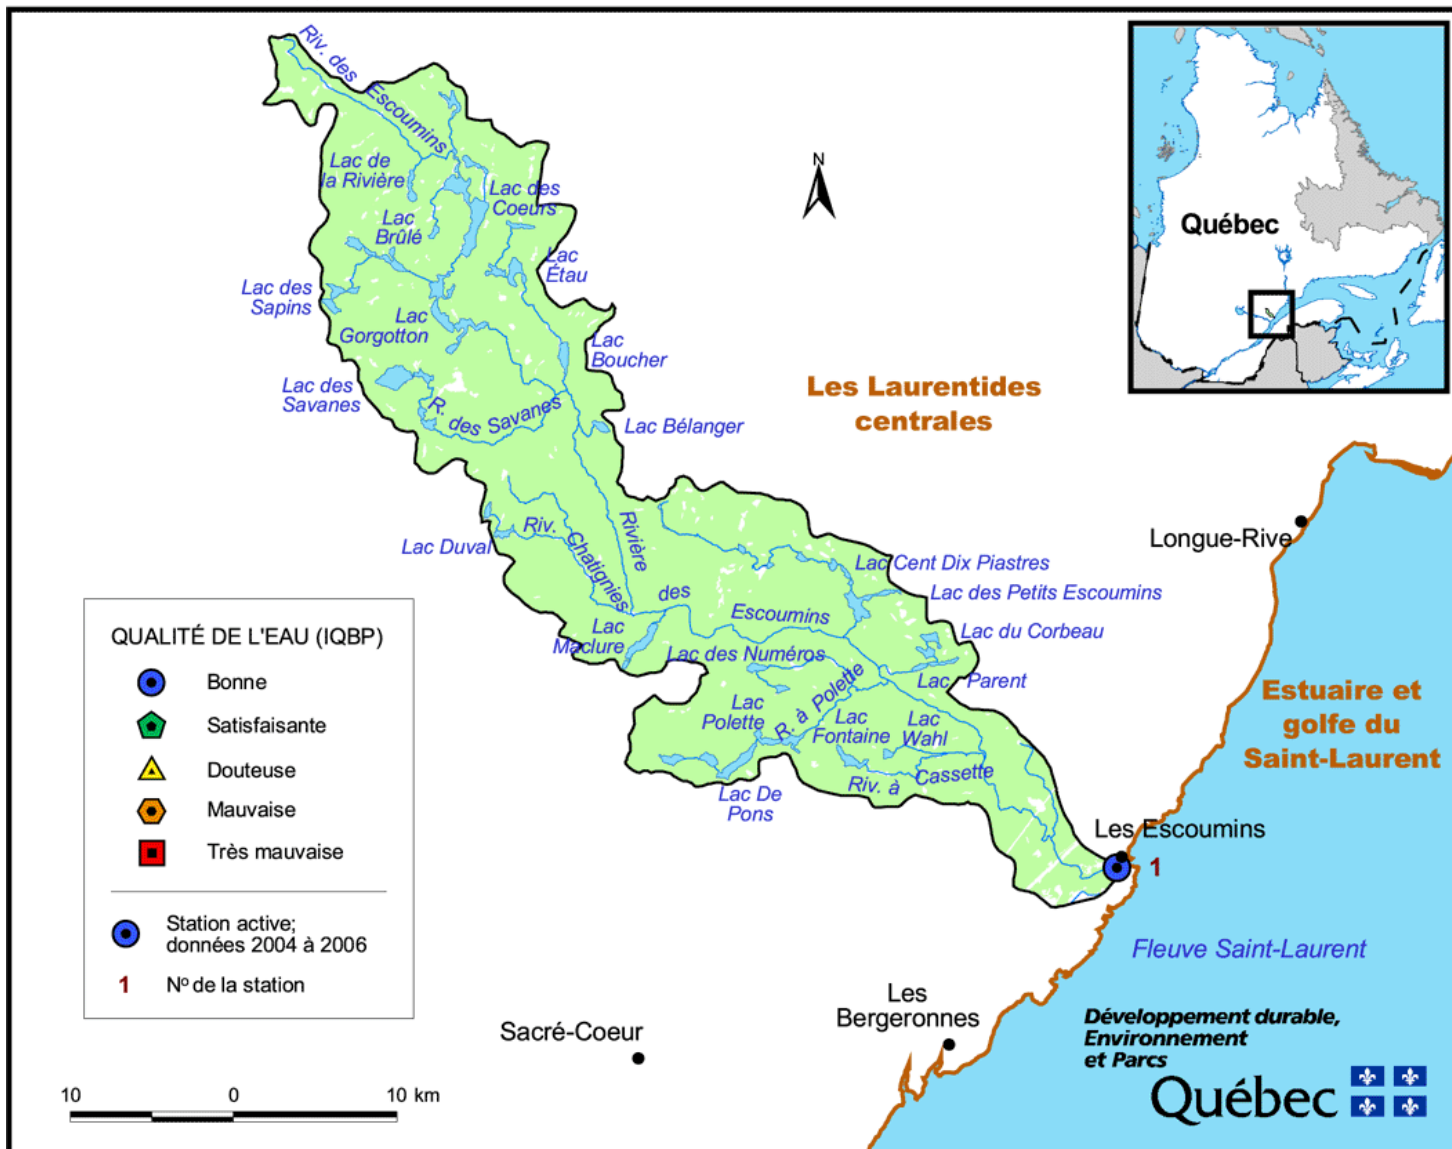 Riv. des Escoumins
Lac de
la Rivière
Lac des
Coeurs
Lac
Brûlé
Lac
Étau
Lac des
Sapins
Lac
Gorgotton
Lac
Boucher
Lac des
Savanes
R. des Savanes
Lac Bélanger
Lac Duval
Riv. Chatignies
Rivière des Escoumins
Lac Cent Dix Piastres
Lac des Petits Escoumins
Lac
Maclure
Lac des Numéros
Lac du Corbeau
Lac Parent
Lac
Polette
R. à Polette
Lac
Fontaine
Lac
Wahl
Riv. à Cassette
Lac De
Pons
N
Québec
Les Laurentides
centrales
Longue-Rive
Estuaire et
golfe du
Saint-Laurent
Les Escoumins
1
Fleuve Saint-Laurent
Les
Bergeronnes
Sacré-Coeur
QUALITÉ DE L'EAU (IQBP)
Bonne
Satisfaisante
Douteuse
Mauvaise
Très mauvaise
Station active;
données 2004 à 2006
1 Nº de la station
10 0 10 km
Développement durable,
Environnement
et Parcs
Québec